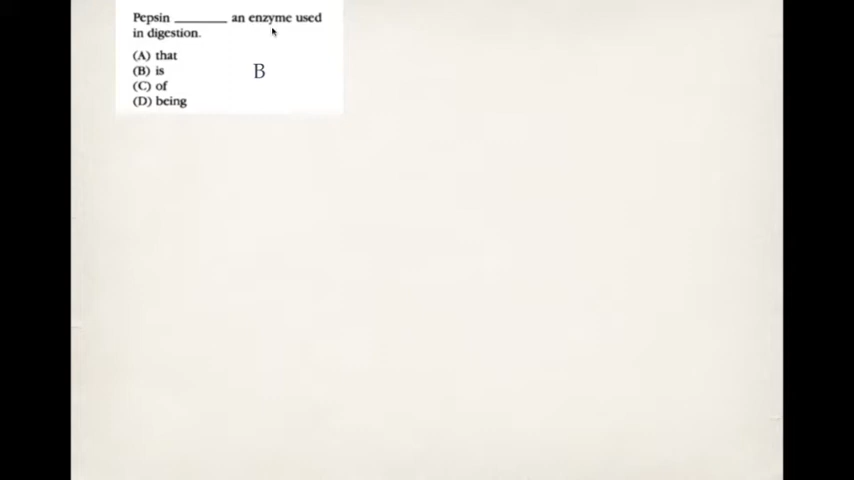 Pepsin ________ an enzyme used
in digestion.
(A) that
(B) is
B
(C) of
(D) being